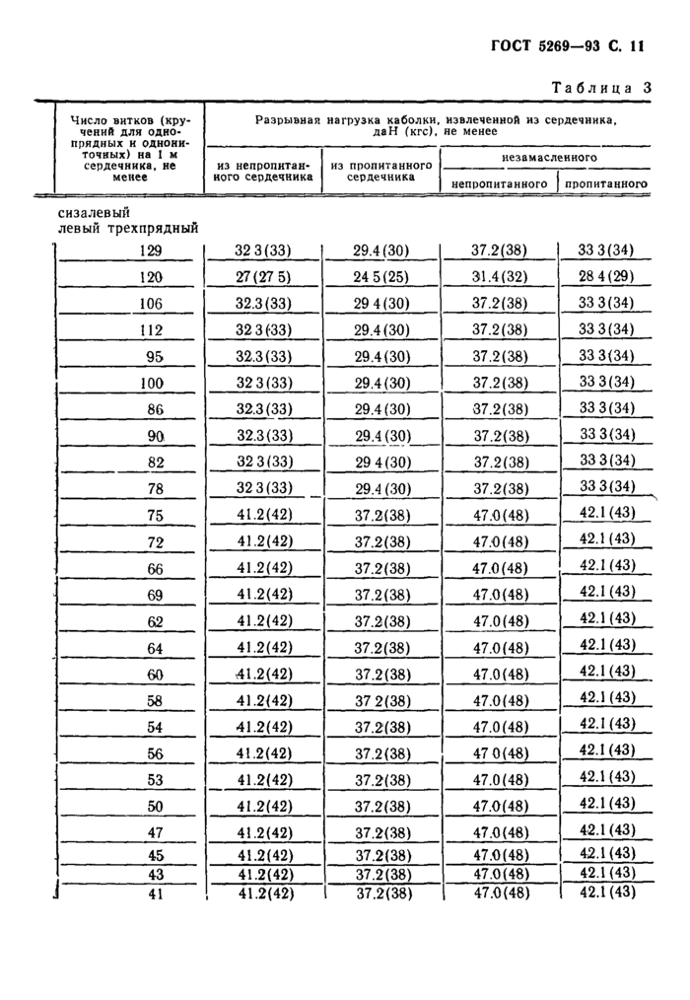 ГОСТ 5269—93 С. 11
Таблица 3
Число витков (кручений для однопрядных и однониточных) на 1 м сердечника, не менее
Разрывная нагрузка каболки, извлеченной из сердечника, даН (кгс), не менее
из непропитанного сердечника
из пропитанного сердечника
незамасленного
непропитанного
пропитанного
сизалевый
левый трехпрядный
129 32 3(33) 29.4(30) 37.2(38) 33 3(34)
120 27(27 5) 24 5(25) 31.4(32) 28 4(29)
106 32.3(33) 29 4(30) 37.2(38) 33 3(34)
112 32 3(33) 29.4(30) 37.2(38) 33 3(34)
95 32.3(33) 29.4(30) 37.2(38) 33 3(34)
100 32 3(33) 29.4(30) 37.2(38) 33 3(34)
86 32.3(33) 29.4(30) 37.2(38) 33 3(34)
90 32.3(33) 29.4(30) 37.2(38) 33 3(34)
82 32 3(33) 29 4(30) 37.2(38) 33 3(34)
78 32 3(33) 29.4(30) 37.2(38) 33 3(34)
75 41.2(42) 37.2(38) 47.0(48) 42.1(43)
72 41.2(42) 37.2(38) 47.0(48) 42.1(43)
66 41.2(42) 37.2(38) 47.0(48) 42.1(43)
69 41.2(42) 37.2(38) 47.0(48) 42.1(43)
62 41.2(42) 37.2(38) 47.0(48) 42.1(43)
64 41.2(42) 37.2(38) 47.0(48) 42.1(43)
60 41.2(42) 37.2(38) 47.0(48) 42.1(43)
58 41.2(42) 37 2(38) 47.0(48) 42.1(43)
54 41.2(42) 37.2(38) 47.0(48) 42.1(43)
56 41.2(42) 37.2(38) 47 0(48) 42.1(43)
53 41.2(42) 37.2(38) 47.0(48) 42.1(43)
50 41.2(42) 37.2(38) 47.0(48) 42.1(43)
47 41.2(42) 37.2(38) 47.0(48) 42.1(43)
45 41.2(42) 37.2(38) 47.0(48) 42.1(43)
43 41.2(42) 37.2(38) 47.0(48) 42.1(43)
41 41.2(42) 37.2(38) 47.0(48) 42.1(43)